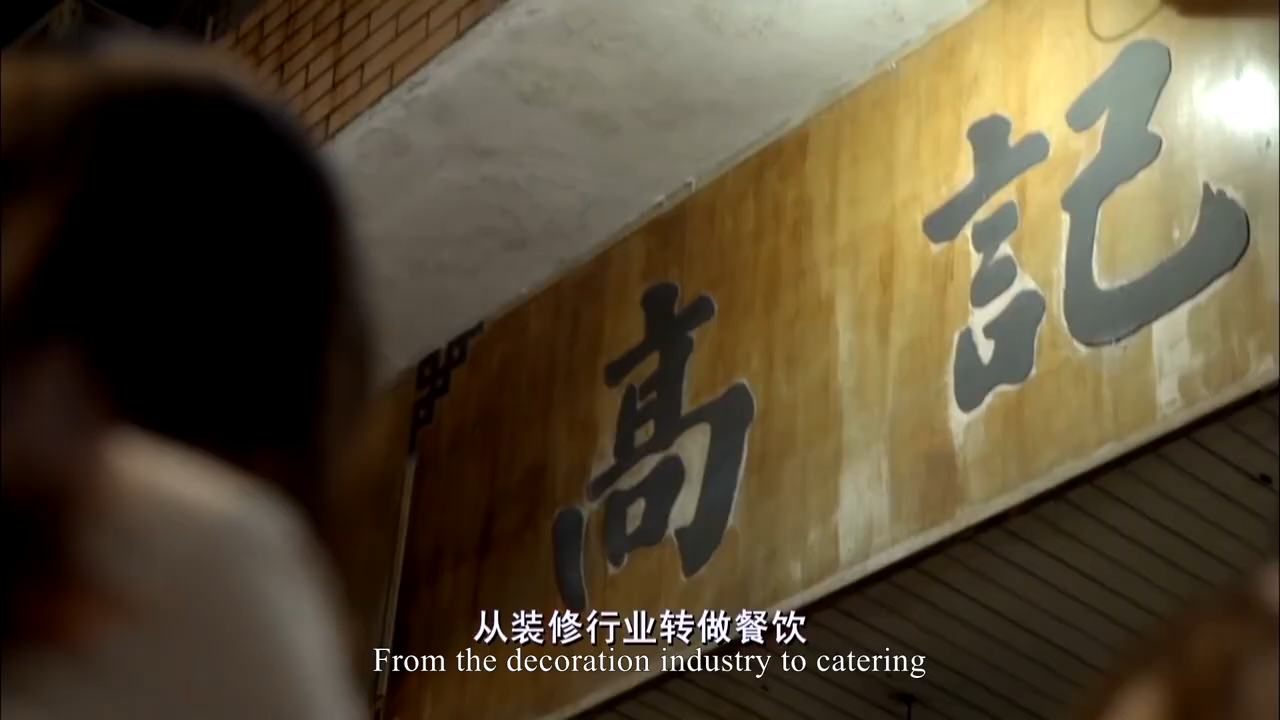 高記
从装修行业转做餐饮
From the decoration industry to catering